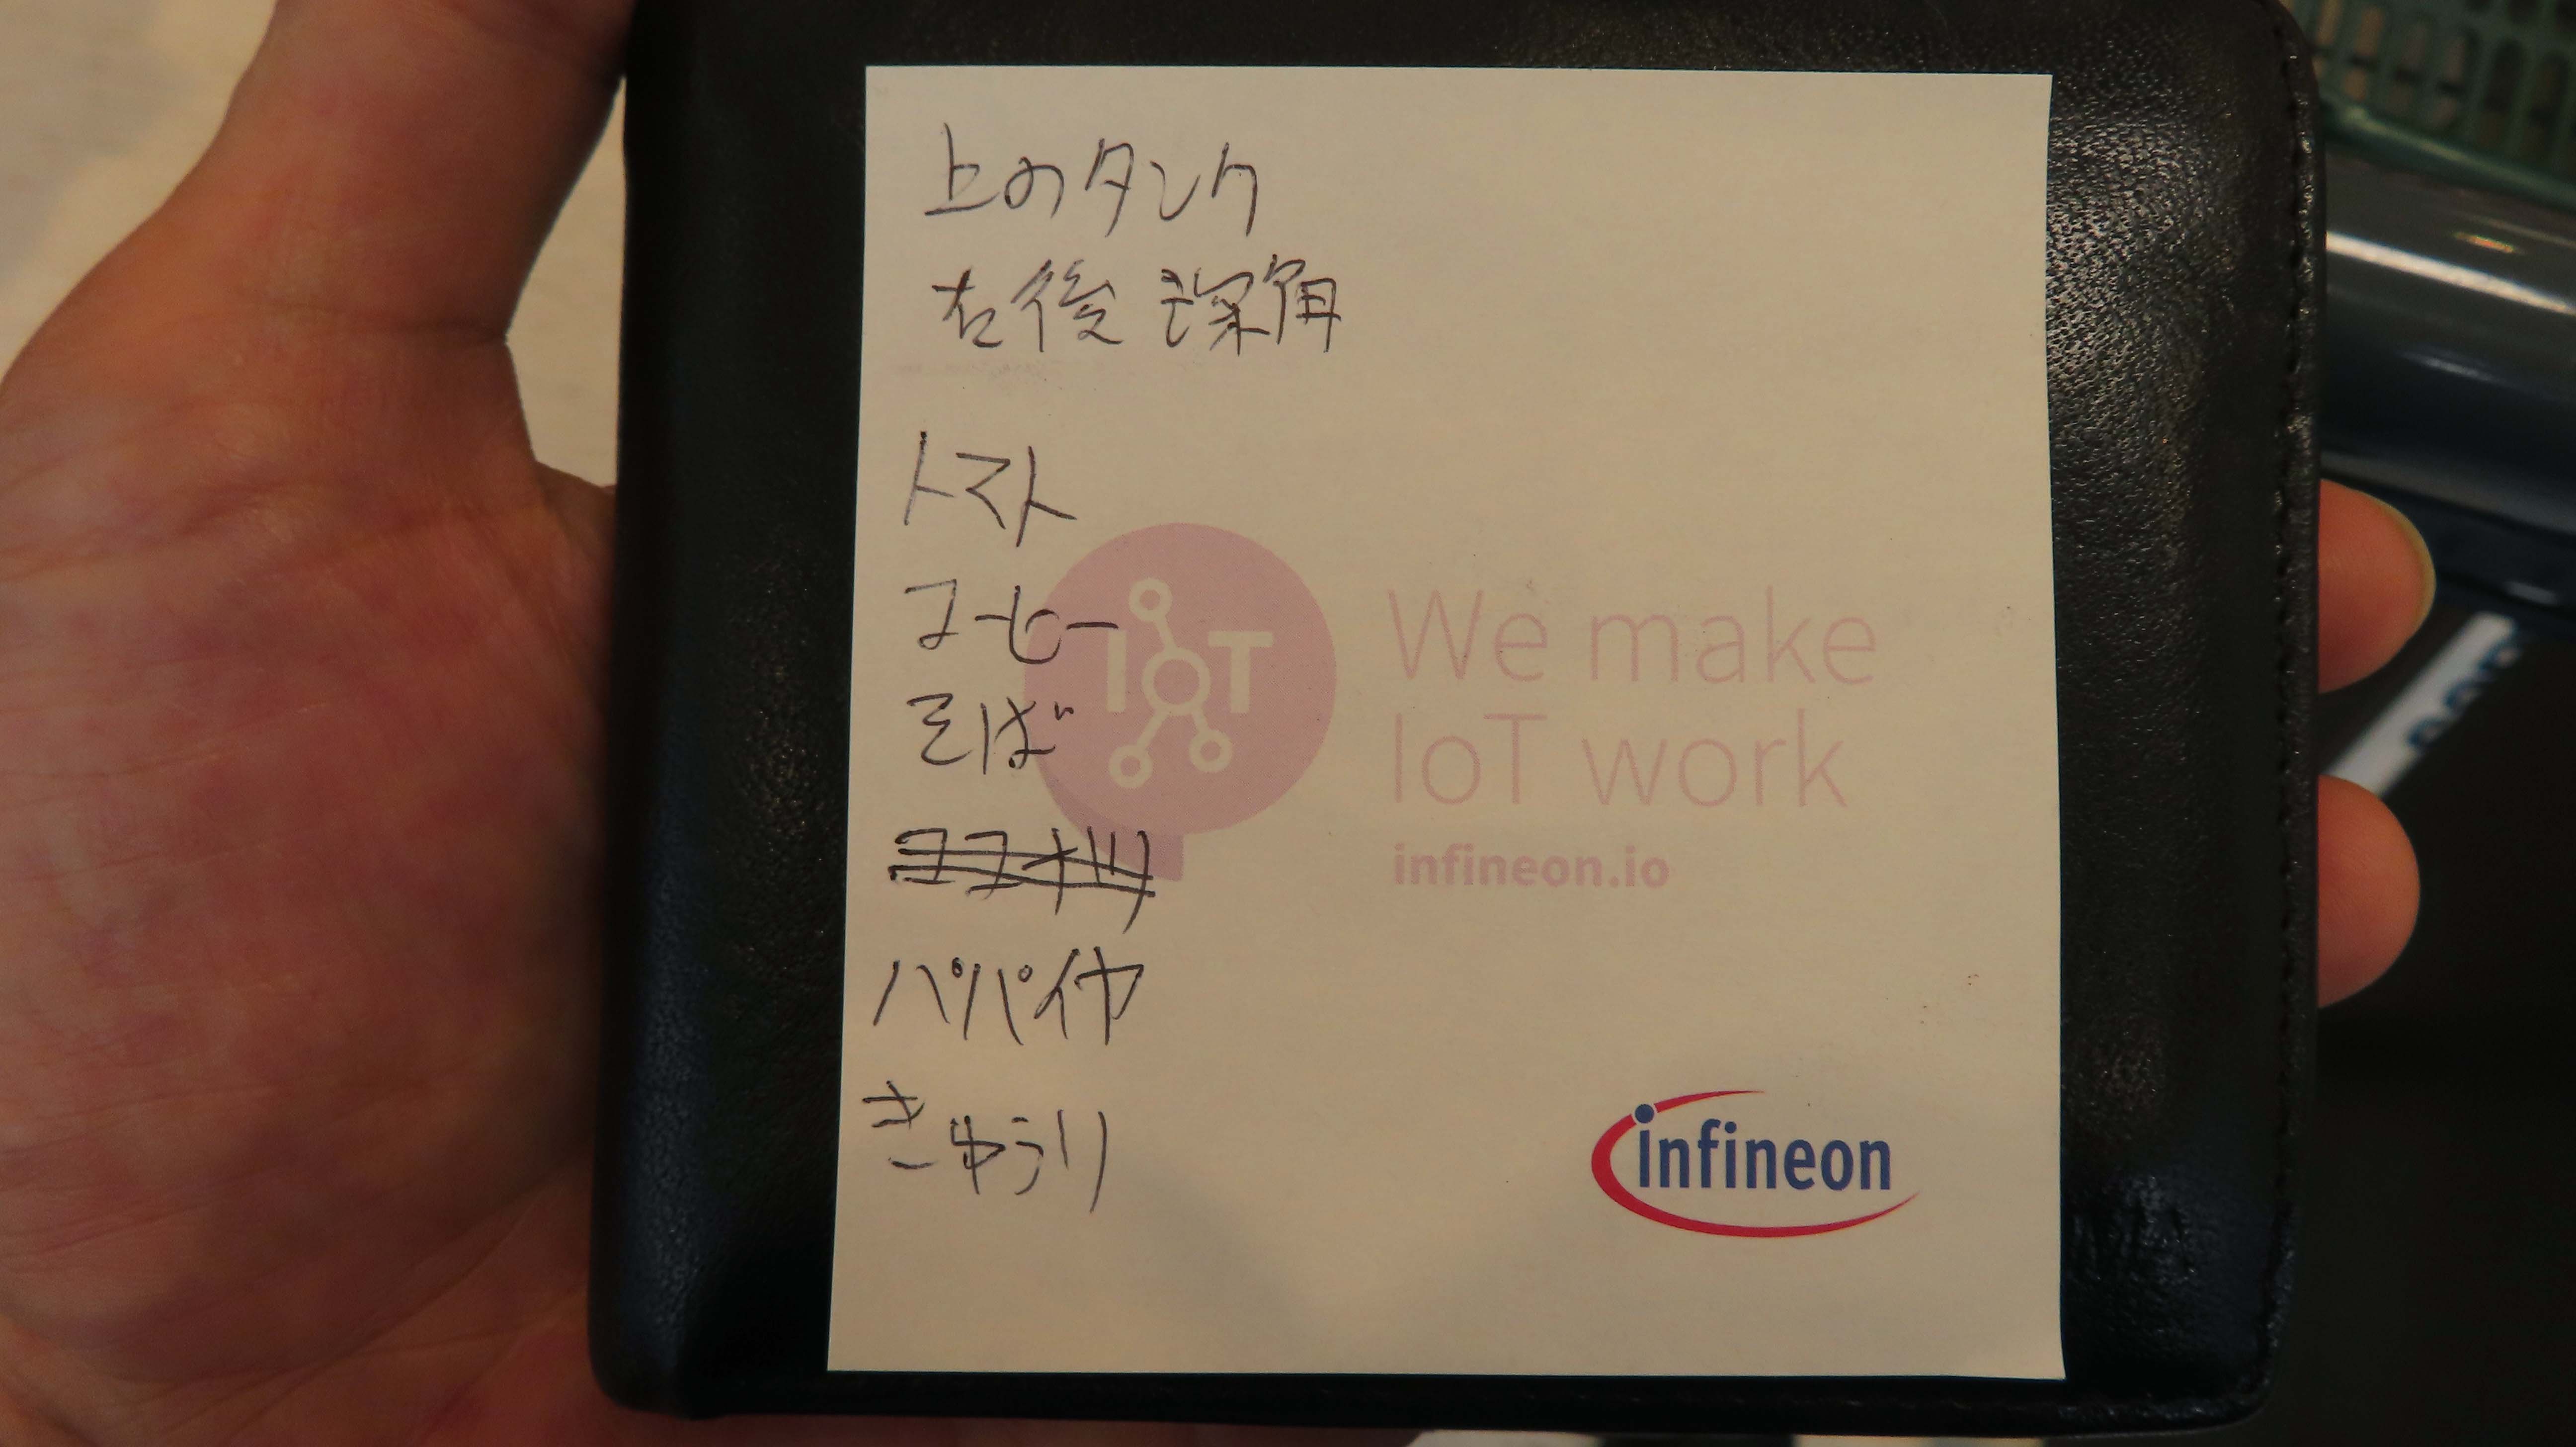 上のタンク
右後 深角
トマト
コーヒー
そば
パパイヤ
きゅうり
IoT
We make
IoT work
infineon.io
infineon